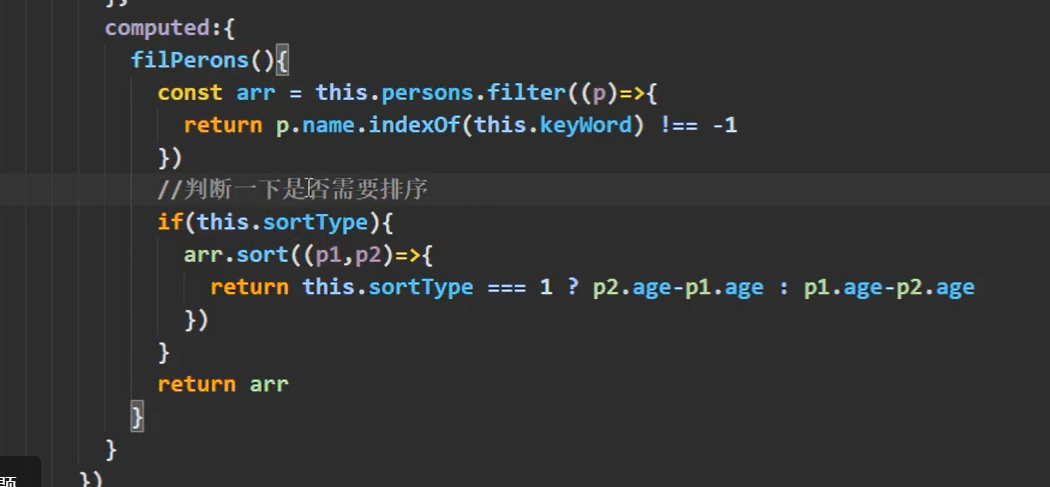 computed:{
filPerons(){
const arr = this.persons.filter((p)=>{
return p.name.indexOf(this.keyWord) !== -1
})
//判断一下是否需要排序
if(this.sortType){
arr.sort((p1,p2)=>{
return this.sortType === 1 ? p2.age-p1.age : p1.age-p2.age
})
}
return arr
}
}
})
题